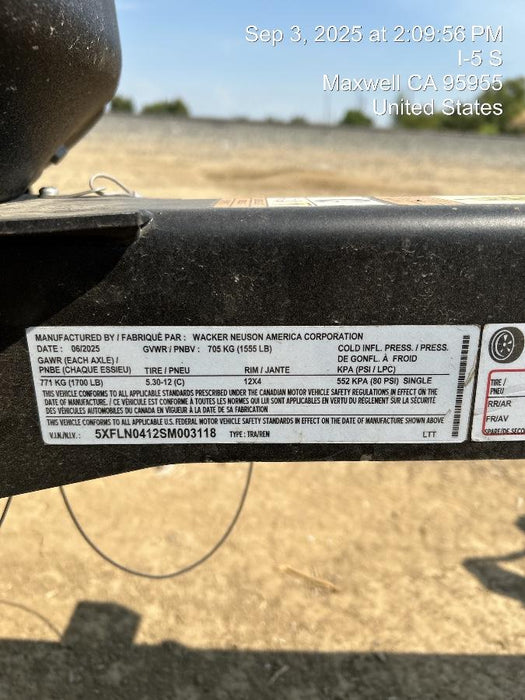 Sep 3, 2025 at 2:09:56 PM
I-5 S
Maxwell CA 95955
United States
MANUFACTURED BY / FABRIQUÉ PAR : WACKER NEUSON AMERICA CORPORATION
DATE : 06/2025 GVWR / PNBV : 705 KG (1555 LB) COLD INFL. PRESS. / PRESS.
GAWR (EACH AXLE) / DE GONFL. À FROID
PNBE (CHAQUE ESSIEU) TIRE / PNEU RIM / JANTE KPA (PSI / LPC)
771 KG (1700 LB) 5.30-12 (C) 12X4 552 KPA (80 PSI) SINGLE
THIS VEHICLE CONFORMS TO ALL APPLICABLE STANDARDS PRESCRIBED UNDER THE CANADIAN MOTOR VEHICLE SAFETY REGULATIONS IN EFFECT ON THE
DATE OF MANUFACTURE. / CE VÉHICULE EST CONFORME À TOUTES LES NORMES QUI LUI SONT APPLICABLES EN VERTU DU RÈGLEMENT SUR LA SÉCURITÉ
DES VÉHICULES AUTOMOBILES DU CANADA EN VIGUEUR À LA DATE DE SA FABRICATION
THIS VEHICLE CONFORMS TO ALL APPLICABLE U.S. FEDERAL MOTOR VEHICLE SAFETY STANDARDS IN EFFECT ON THE DATE OF MANUFACTURE SHOWN ABOVE
V.I.N./N.I.V. : 5XFLN0412SM003118 TYPE : TRA/REN LTT
TIRE /
PNEU
RR/AR
FR/AV
SPARE/DE SECO